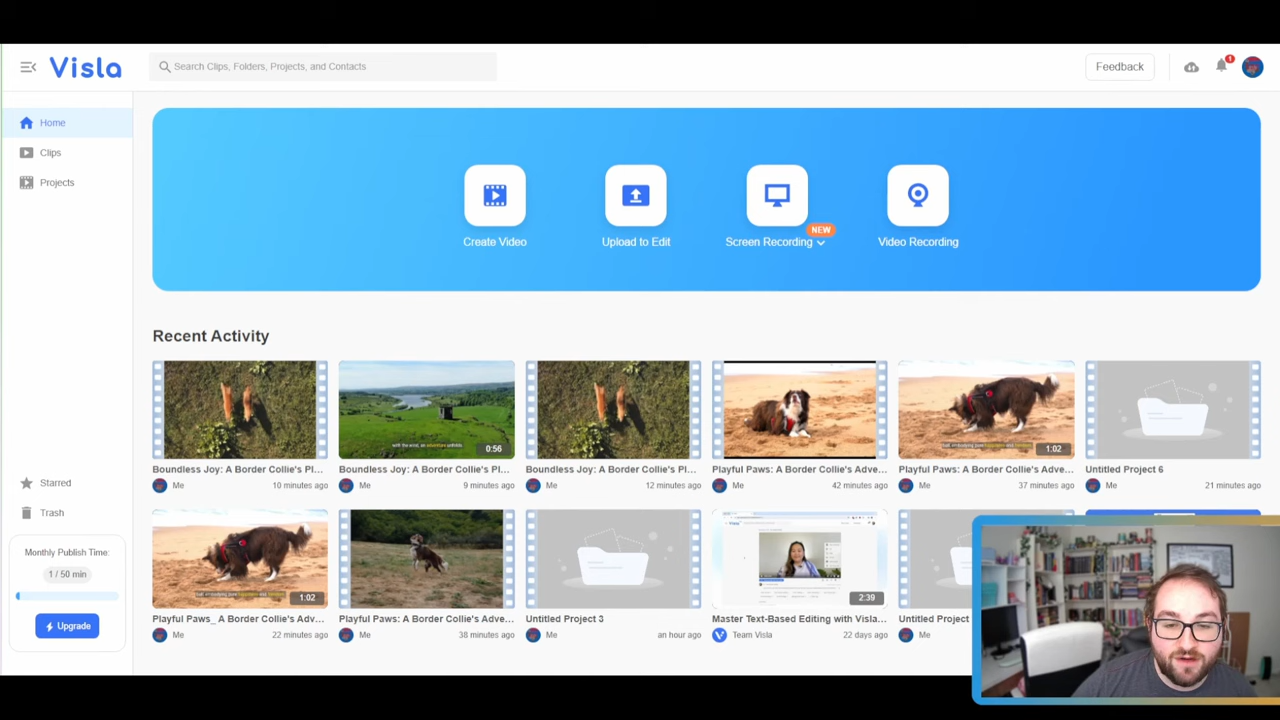 Visla
Search Clips, Folders, Projects, and Contacts
Feedback
1
Home
Clips
Projects
Create Video
Upload to Edit
Screen Recording
NEW
Video Recording
Recent Activity
0:56
1:02
Boundless Joy: A Border Collie's Pl...
Boundless Joy: A Border Collie's Pl...
Boundless Joy: A Border Collie's Pl...
Playful Paws: A Border Collie's Adve...
Playful Paws: A Border Collie's Adve...
Untitled Project 6
Me
10 minutes ago
Me
9 minutes ago
Me
12 minutes ago
Me
42 minutes ago
Me
37 minutes ago
Me
21 minutes ago
Starred
Trash
Monthly Publish Time:
1 / 50 min
Upgrade
1:02
Visla
2:39
Playful Paws_ A Border Collie's Adv...
Playful Paws: A Border Collie's Adve...
Untitled Project 3
Master Text-Based Editing with Visla...
Untitled Project
Me
22 minutes ago
Me
38 minutes ago
Me
an hour ago
Team Visla
22 days ago
Me